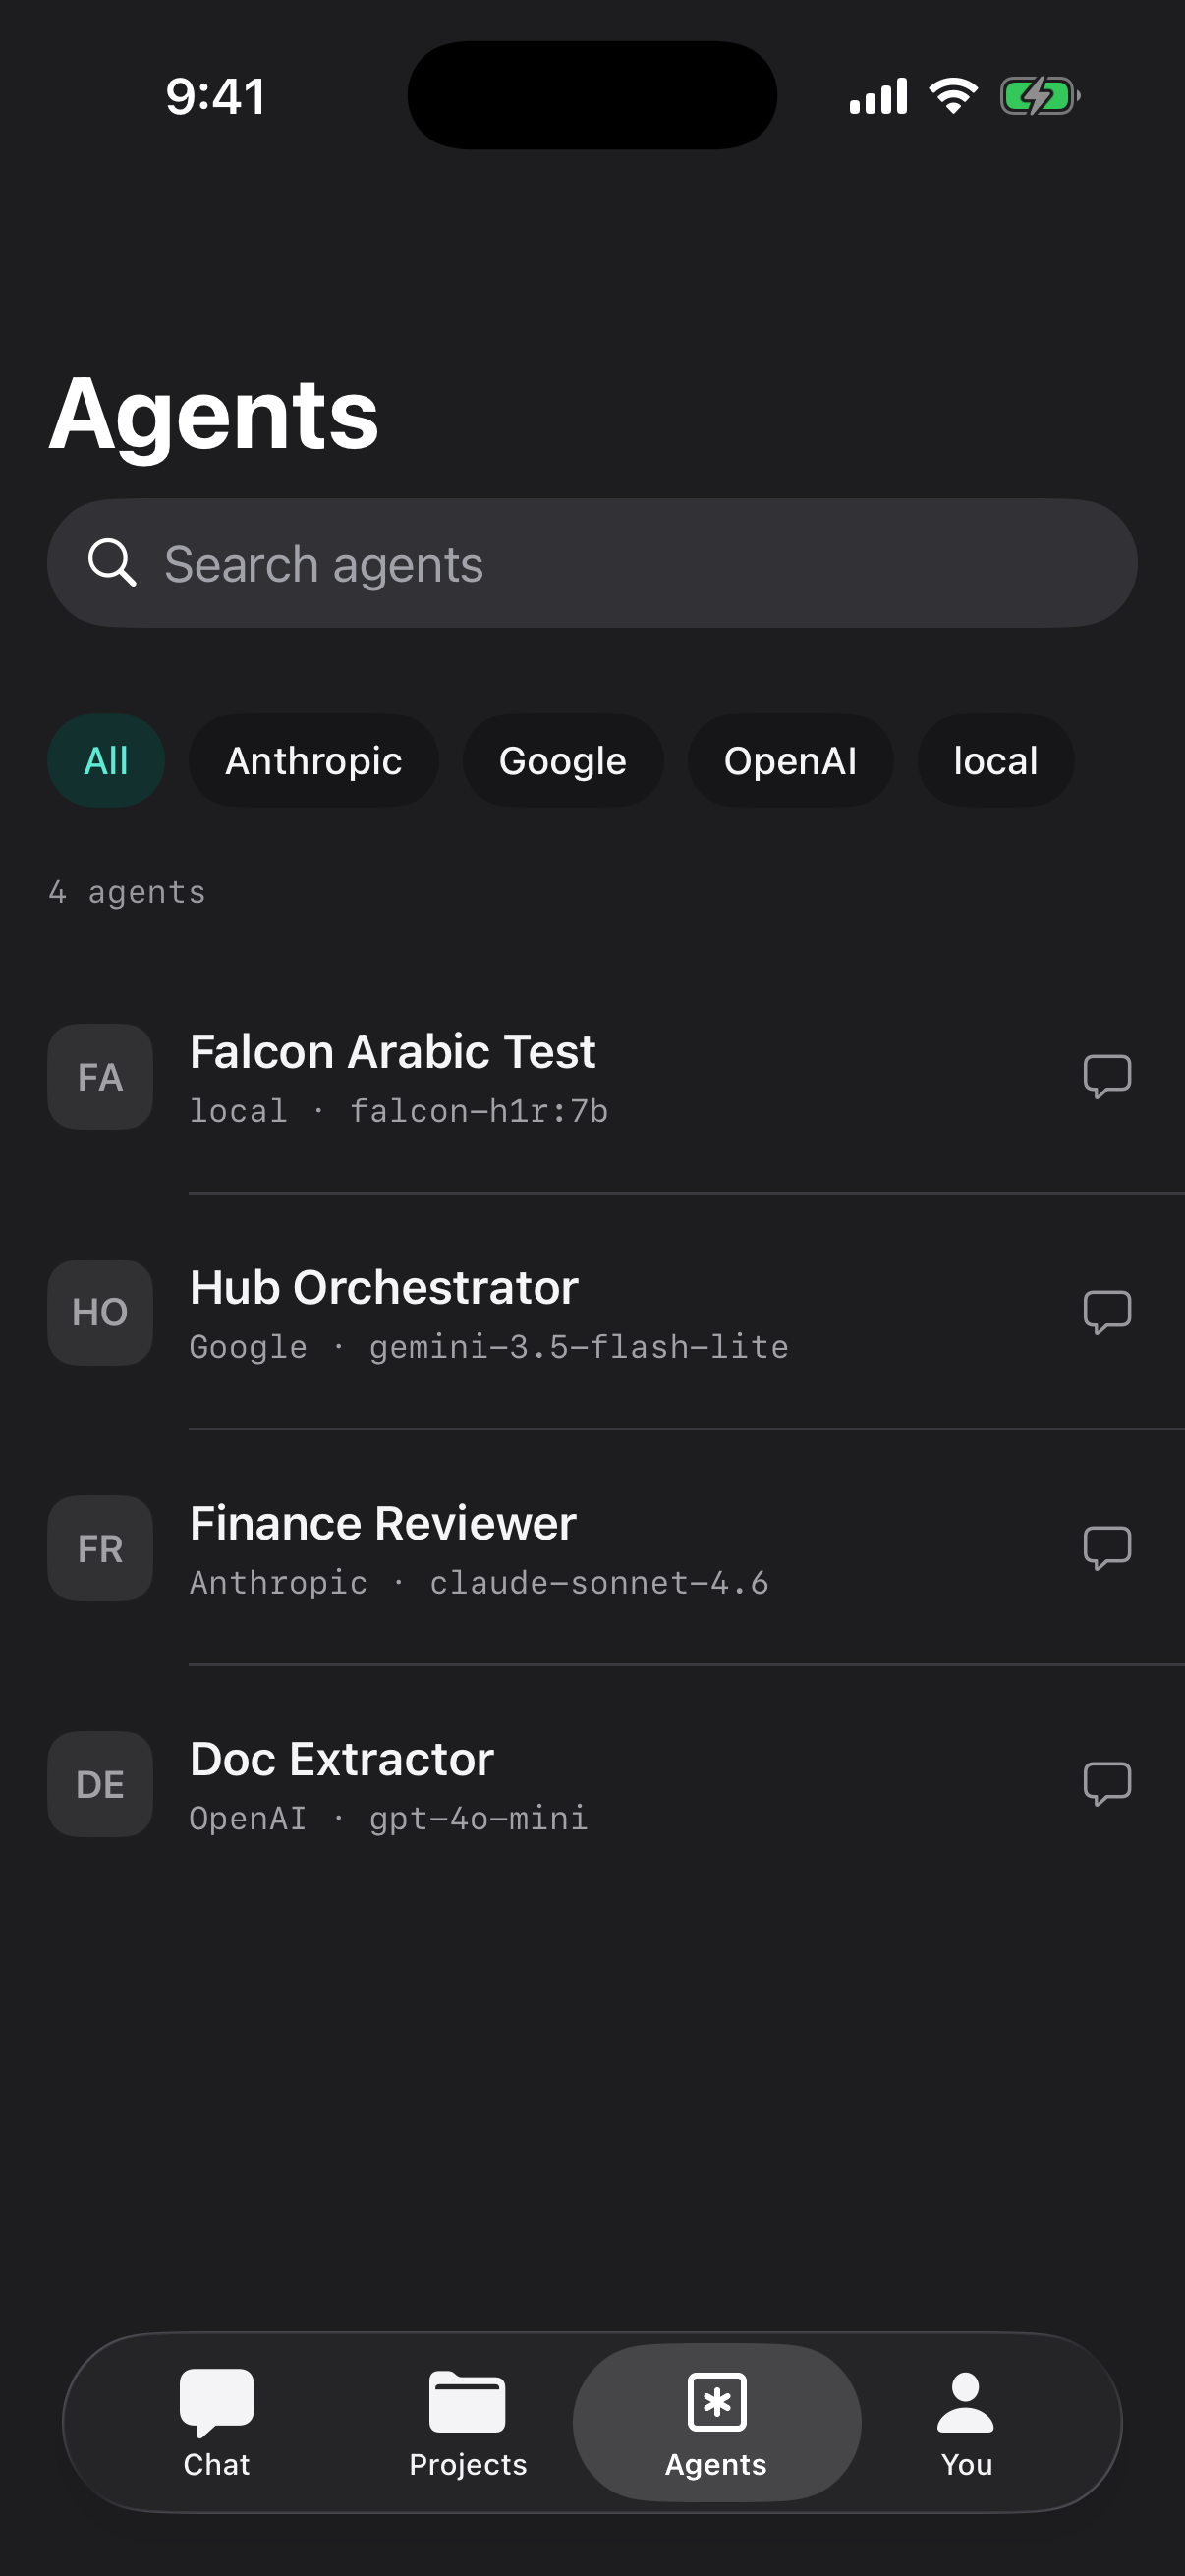 9:41
Agents
Search agents
All Anthropic Google OpenAI local
4 agents
FA
Falcon Arabic Test
local · falcon-h1r:7b
HO
Hub Orchestrator
Google · gemini-3.5-flash-lite
FR
Finance Reviewer
Anthropic · claude-sonnet-4.6
DE
Doc Extractor
OpenAI · gpt-4o-mini
Chat Projects Agents You